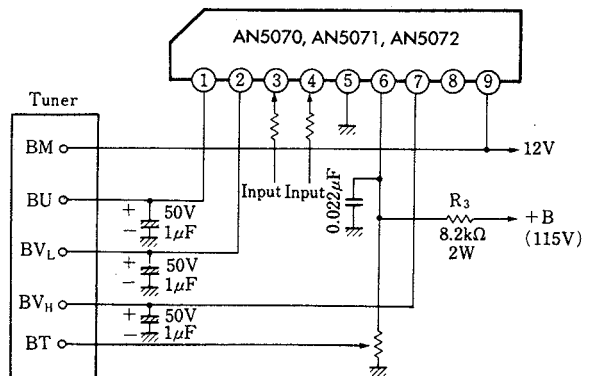 AN5070, AN5071, AN5072
1 2 3 4 5 6 7 8 9
Tuner
BM
12V
BU
Input Input
0.022μF
R₃
8.2kΩ
2W
+B
(115V)
+ 50V
− 1μF
BV_L
+ 50V
− 1μF
BV_H
+ 50V
− 1μF
BT